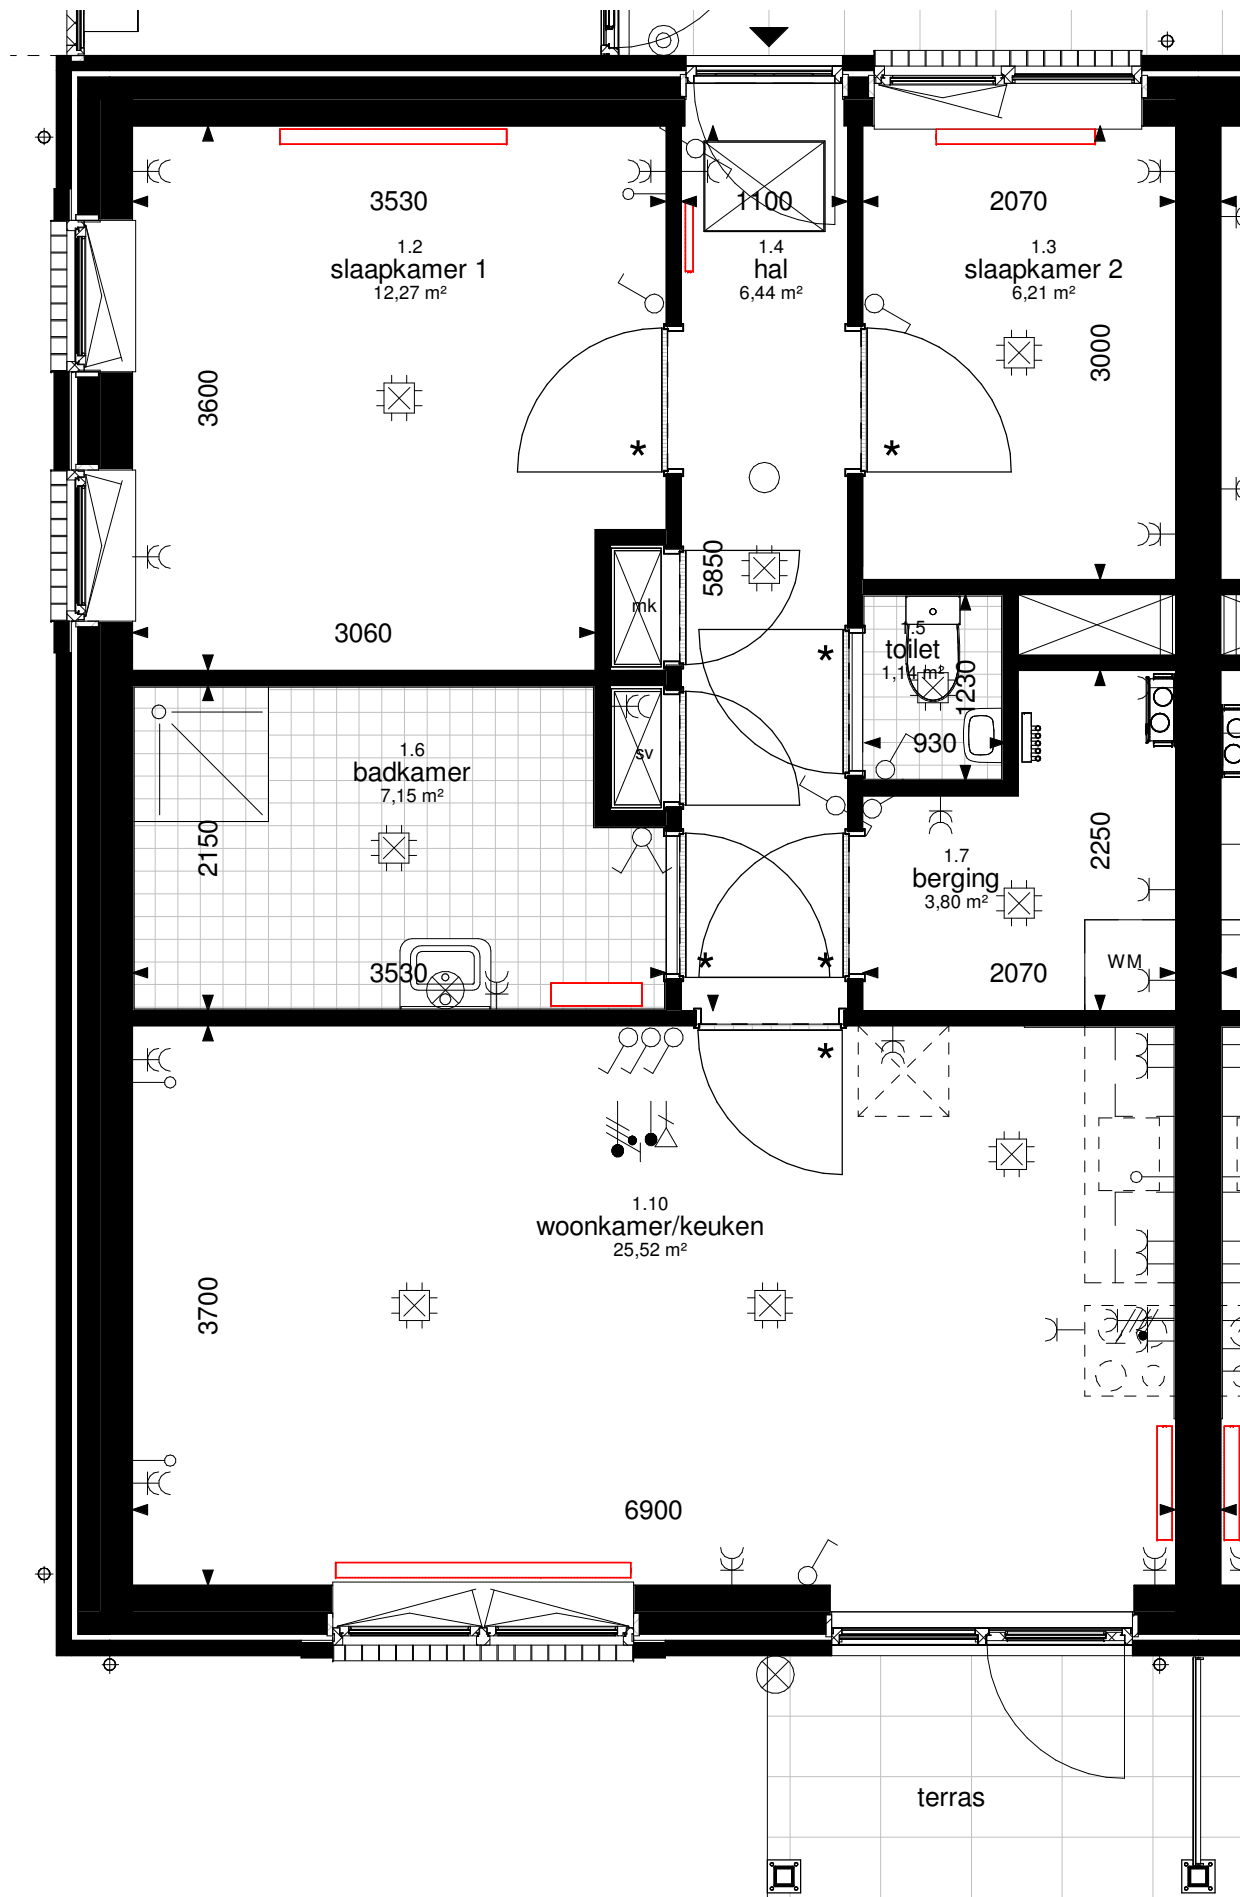 3530
1100
2070
1.2
slaapkamer 1
12,27 m²
1.4
hal
6,44 m²
1.3
slaapkamer 2
6,21 m²
3600
3000
*
*
5850
mk
3060
*
1.5
toilet
1,14 m²
1230
930
sv
1.6
badkamer
7,15 m²
2150
2250
1.7
berging
3,80 m²
3530
*
*
2070
WM
*
1.10
woonkamer/keuken
25,52 m²
3700
6900
terras